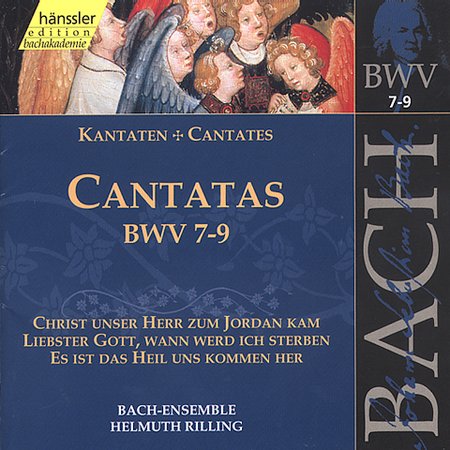 hänssler
edition
bachakademie
BWV
7-9
KANTATEN ✠ CANTATES
CANTATAS
BWV 7-9
CHRIST UNSER HERR ZUM JORDAN KAM
LIEBSTER GOTT, WANN WERD ICH STERBEN
ES IST DAS HEIL UNS KOMMEN HER
BACH-ENSEMBLE
HELMUTH RILLING
BACH